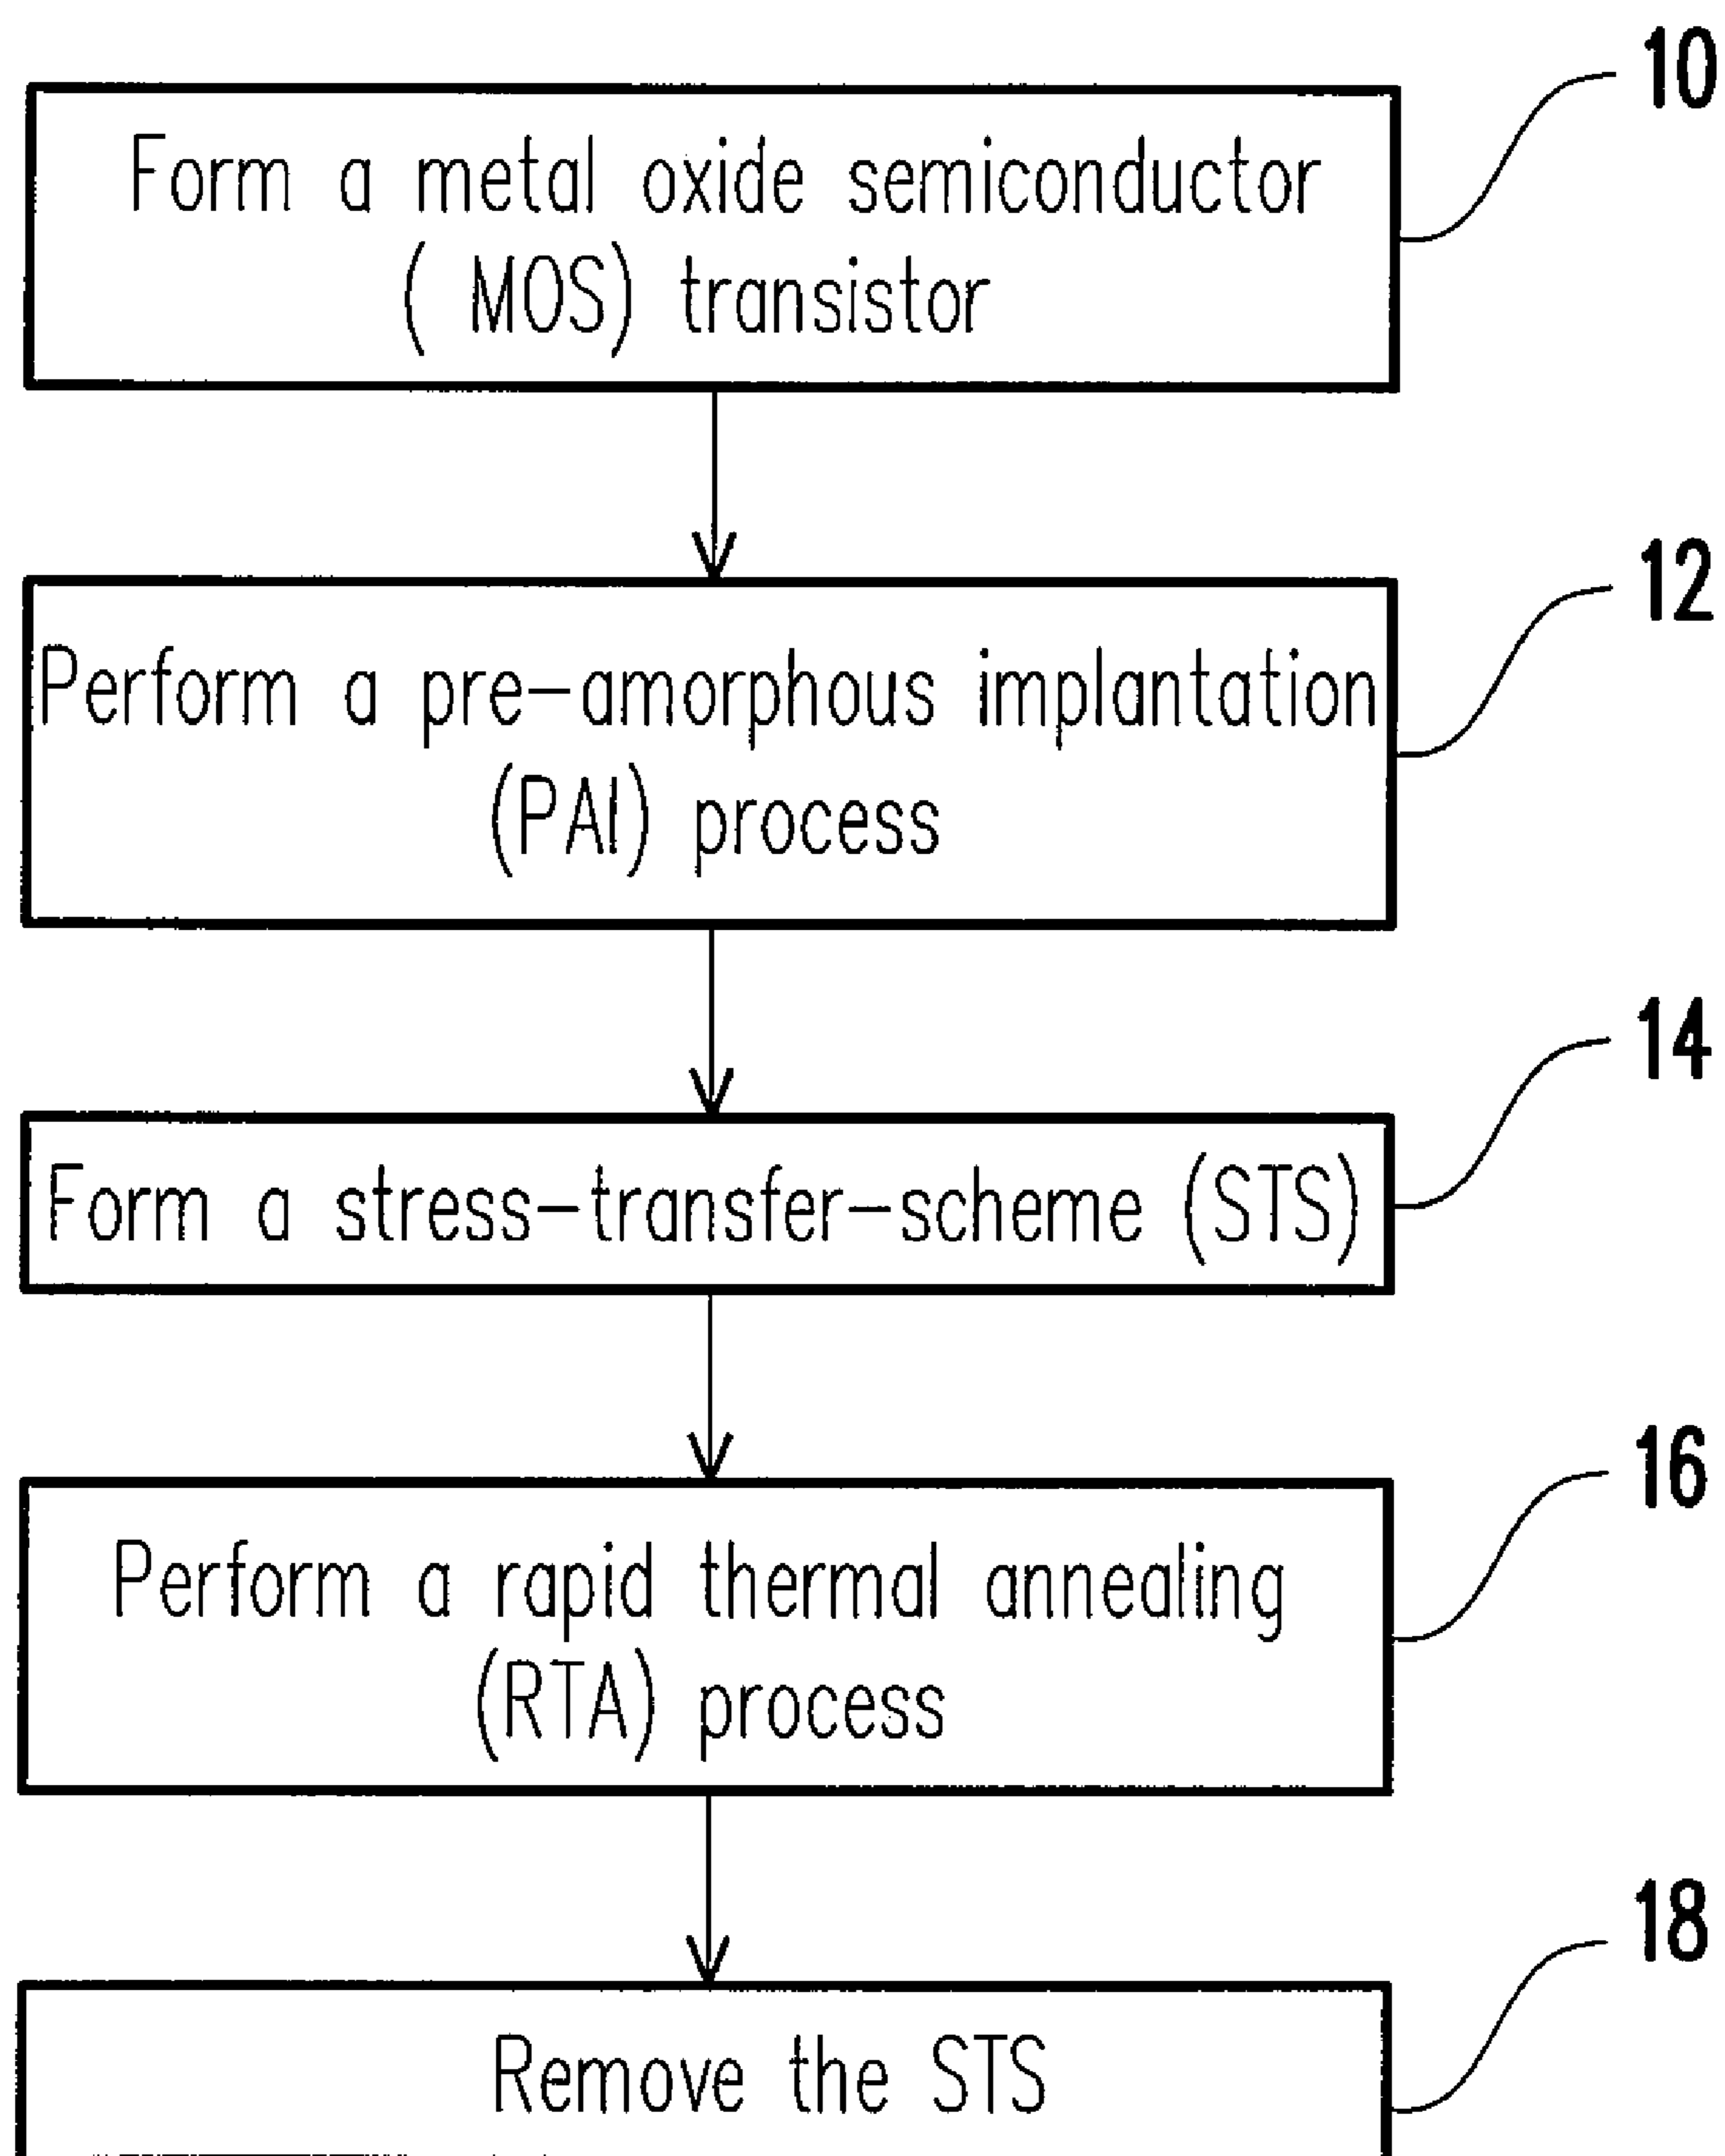 10
Form a metal oxide semiconductor
( MOS) transistor
12
Perform a pre-amorphous implantation
(PAI) process
14
Form a stress-transfer-scheme (STS)
16
Perform a rapid thermal annealing
(RTA) process
18
Remove the STS